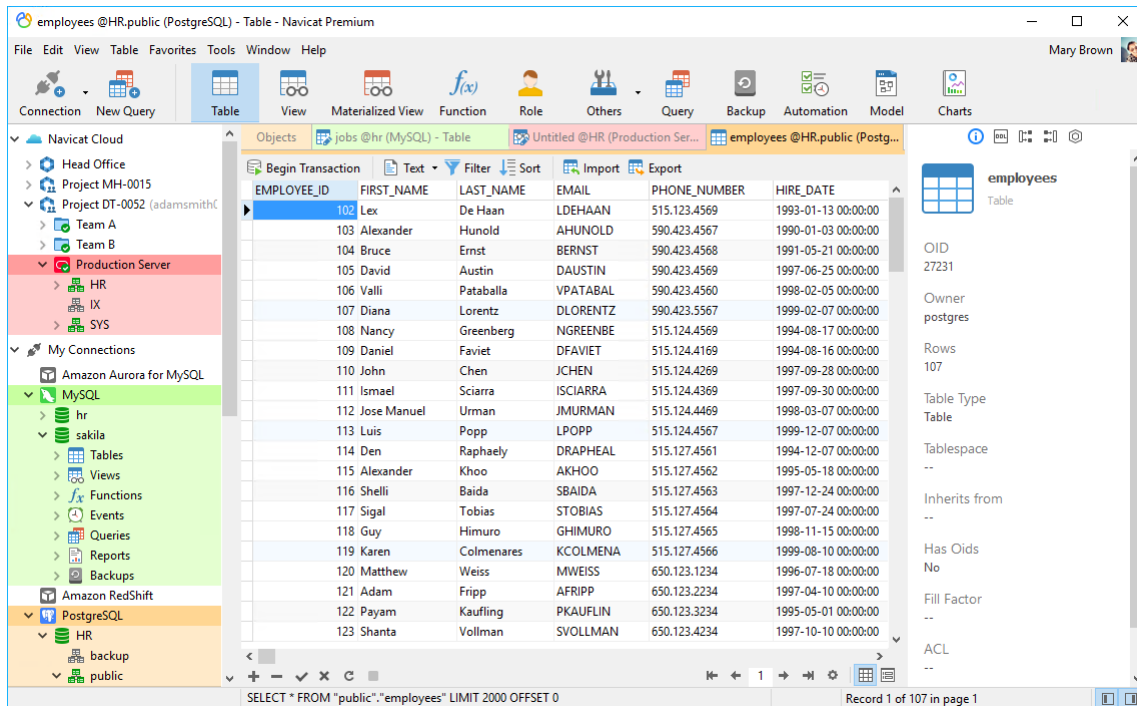 employees @HR.public (PostgreSQL) - Table - Navicat Premium
File Edit View Table Favorites Tools Window Help
Mary Brown
Connection New Query Table View Materialized View Function Role Others Query Backup Automation Model Charts
Navicat Cloud
Head Office
Project MH-0015
Project DT-0052 (adamsmith
Team A
Team B
Production Server
HR
IX
SYS
My Connections
Amazon Aurora for MySQL
MySQL
hr
sakila
Tables
Views
Functions
Events
Queries
Reports
Backups
Amazon RedShift
PostgreSQL
HR
backup
public
Objects jobs @hr (MySQL) - Table Untitled @HR (Production Ser... employees @HR.public (Postg...
Begin Transaction Text Filter Sort Import Export
EMPLOYEE_ID FIRST_NAME LAST_NAME EMAIL PHONE_NUMBER HIRE_DATE
102 Lex De Haan LDEHAAN 515.123.4569 1993-01-13 00:00:00
103 Alexander Hunold AHUNOLD 590.423.4567 1990-01-03 00:00:00
104 Bruce Ernst BERNST 590.423.4568 1991-05-21 00:00:00
105 David Austin DAUSTIN 590.423.4569 1997-06-25 00:00:00
106 Valli Pataballa VPATABAL 590.423.4560 1998-02-05 00:00:00
107 Diana Lorentz DLORENTZ 590.423.5567 1999-02-07 00:00:00
108 Nancy Greenberg NGREENBE 515.124.4569 1994-08-17 00:00:00
109 Daniel Faviet DFAVIET 515.124.4169 1994-08-16 00:00:00
110 John Chen JCHEN 515.124.4269 1997-09-28 00:00:00
111 Ismael Sciarra ISCIARRA 515.124.4369 1997-09-30 00:00:00
112 Jose Manuel Urman JMURMAN 515.124.4469 1998-03-07 00:00:00
113 Luis Popp LPOPP 515.124.4567 1999-12-07 00:00:00
114 Den Raphaely DRAPHEAL 515.127.4561 1994-12-07 00:00:00
115 Alexander Khoo AKHOO 515.127.4562 1995-05-18 00:00:00
116 Shelli Baida SBAIDA 515.127.4563 1997-12-24 00:00:00
117 Sigal Tobias STOBIAS 515.127.4564 1997-07-24 00:00:00
118 Guy Himuro GHIMURO 515.127.4565 1998-11-15 00:00:00
119 Karen Colmenares KCOLMENA 515.127.4566 1999-08-10 00:00:00
120 Matthew Weiss MWEISS 650.123.1234 1996-07-18 00:00:00
121 Adam Fripp AFRIPP 650.123.2234 1997-04-10 00:00:00
122 Payam Kaufling PKAUFLIN 650.123.3234 1995-05-01 00:00:00
123 Shanta Vollman SVOLLMAN 650.123.4234 1997-10-10 00:00:00
1
employees
Table
OID
27231
Owner
postgres
Rows
107
Table Type
Table
Tablespace
--
Inherits from
--
Has Oids
No
Fill Factor
--
ACL
--
SELECT * FROM "public"."employees" LIMIT 2000 OFFSET 0
Record 1 of 107 in page 1